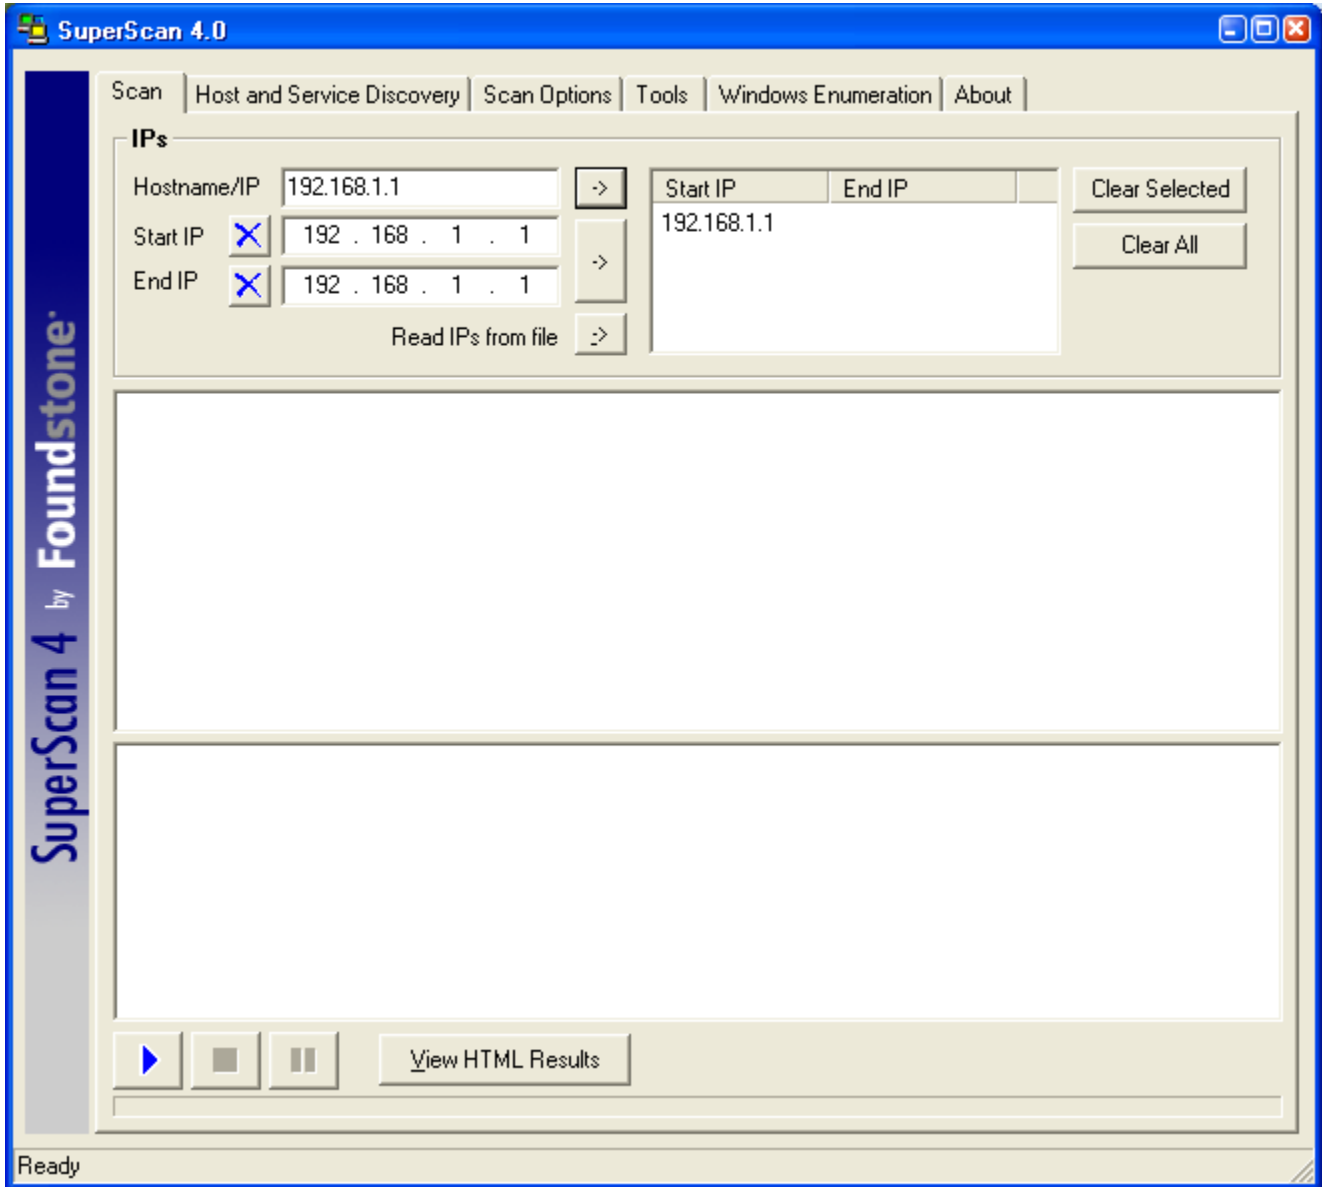 SuperScan 4.0
Scan Host and Service Discovery Scan Options Tools Windows Enumeration About
IPs
Hostname/IP 192.168.1.1 -> Start IP End IP Clear Selected
Start IP 192 . 168 . 1 . 1 -> 192.168.1.1 Clear All
End IP 192 . 168 . 1 . 1
Read IPs from file ->
SuperScan 4 by Foundstone
View HTML Results
Ready